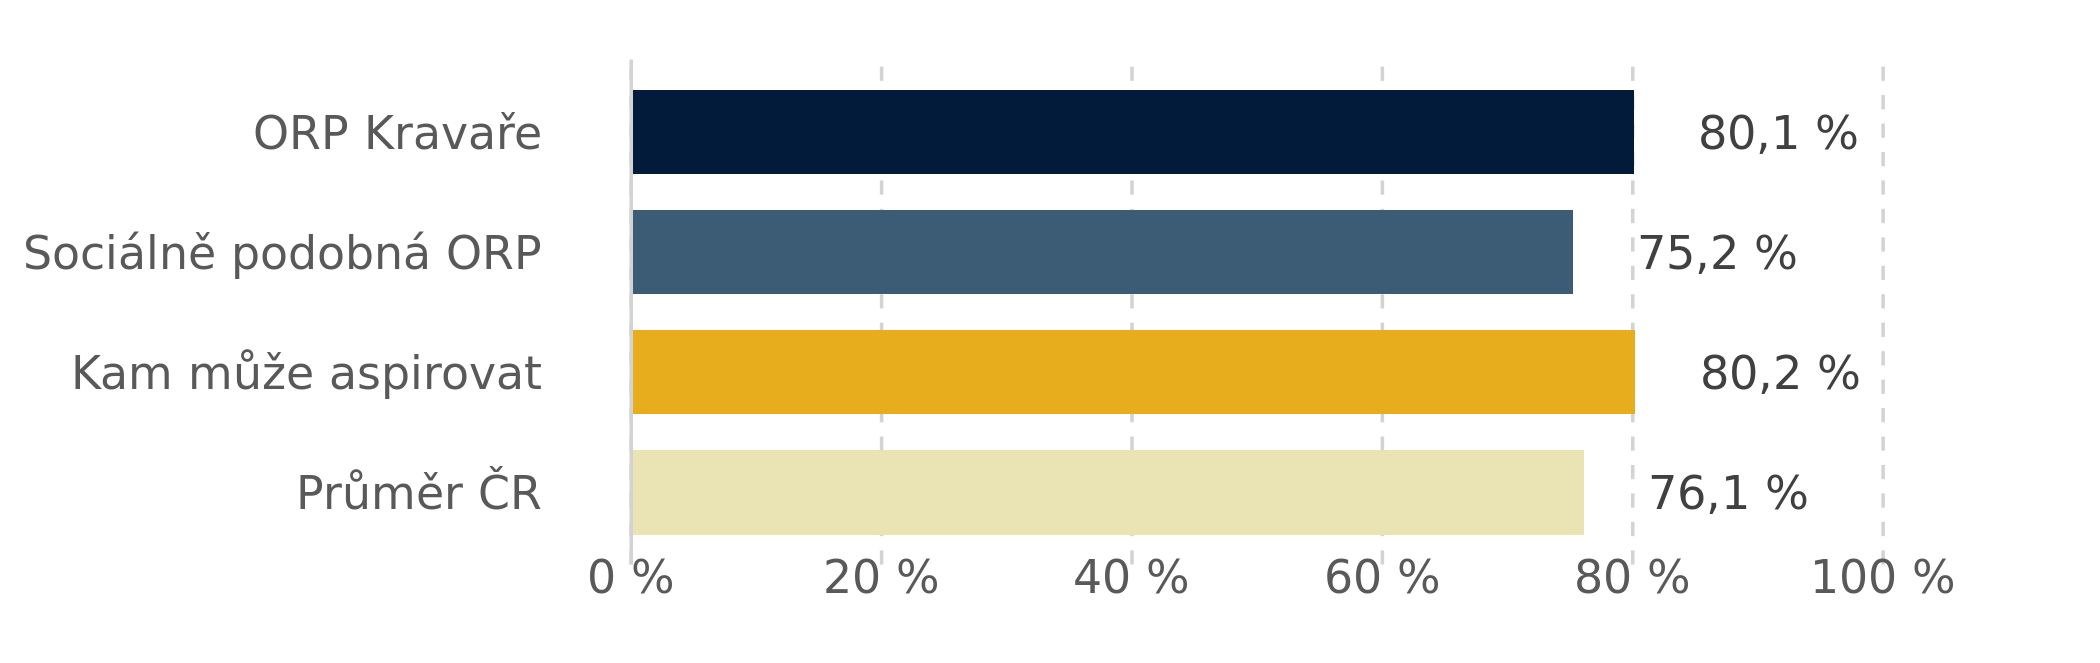 ORP Kravaře 80,1 %
Sociálně podobná ORP 75,2 %
Kam může aspirovat 80,2 %
Průměr ČR 76,1 %
0 % 20 % 40 % 60 % 80 % 100 %